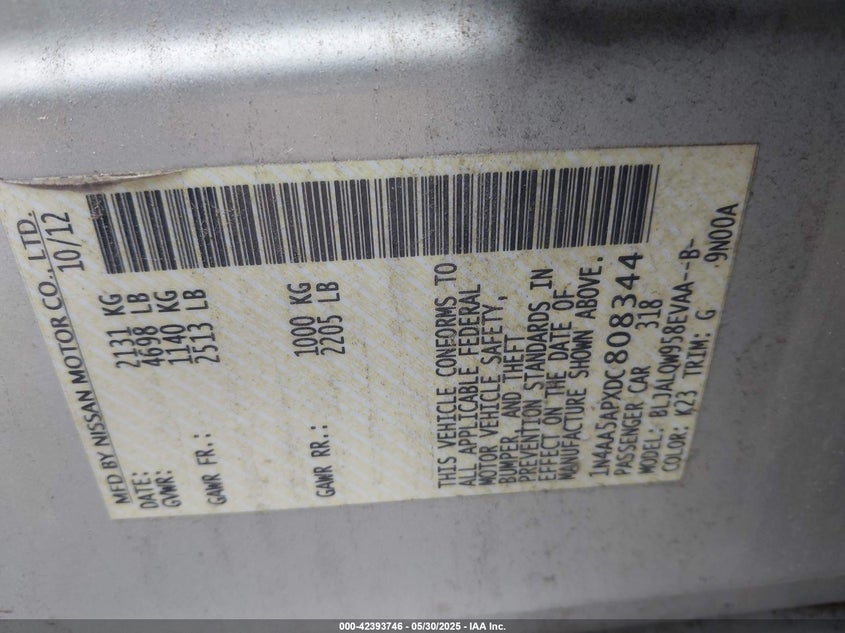 MFD BY NISSAN MOTOR CO., LTD.
DATE: 10/12
GVWR: 2131 KG
4698 LB
GAWR FR.: 1140 KG
2513 LB
GAWR RR.: 1000 KG
2205 LB
THIS VEHICLE CONFORMS TO
ALL APPLICABLE FEDERAL
MOTOR VEHICLE SAFETY,
BUMPER, AND THEFT
PREVENTION STANDARDS IN
EFFECT ON THE DATE OF
MANUFACTURE SHOWN ABOVE.
1N4AA5APXDC808344
PASSENGER CAR 318
MODEL: BLJALQW958EVAA--B-
COLOR: K23 TRIM: G 9N00A
000-42393746 - 05/30/2025 - IAA Inc.